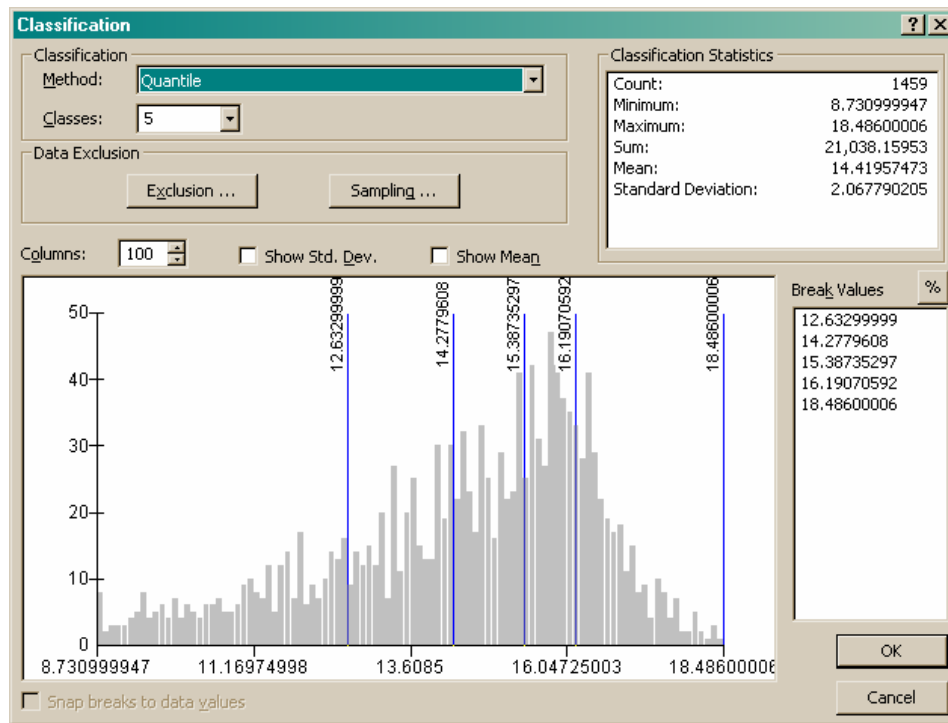 Classification
Classification
Method: Quantile
Classes: 5
Data Exclusion
Exclusion ...
Sampling ...
Classification Statistics
Count: 1459
Minimum: 8.730999947
Maximum: 18.48600006
Sum: 21,038.15953
Mean: 14.41957473
Standard Deviation: 2.067790205
Columns: 100
Show Std. Dev.
Show Mean
50
40
30
20
10
0
12.63299999
14.2779608
15.38735297
16.19070592
18.48600006
8.730999947
11.16974998
13.6085
16.04725003
18.48600006
Break Values
%
12.63299999
14.2779608
15.38735297
16.19070592
18.48600006
OK
Cancel
Snap breaks to data values